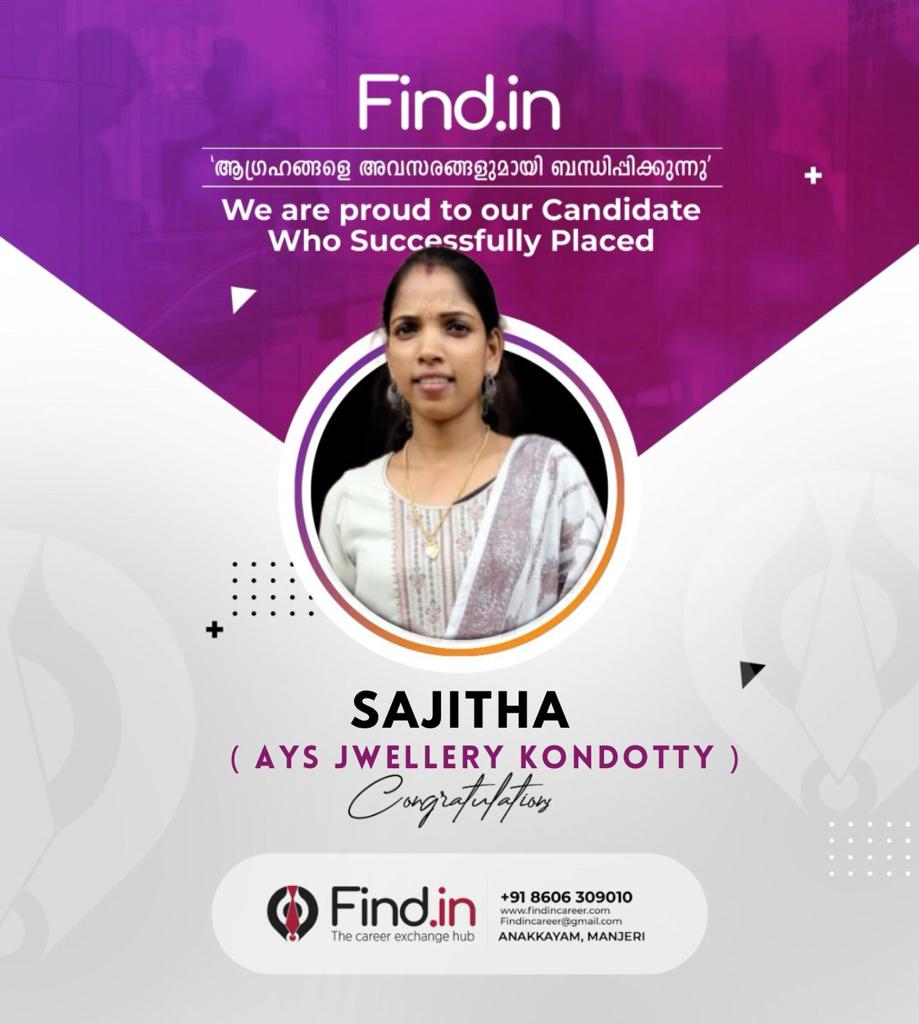 Find.in
'ആഗ്രഹങ്ങളെ അവസരങ്ങളുമായി ബന്ധിപ്പിക്കുന്നു'
We are proud to our Candidate
Who Successfully Placed
SAJITHA
( AYS JWELLERY KONDOTTY )
Congratulations
Find.in
The career exchange hub
+91 8606 309010
www.findincareer.com
Findincareer@gmail.com
ANAKKAYAM, MANJERI